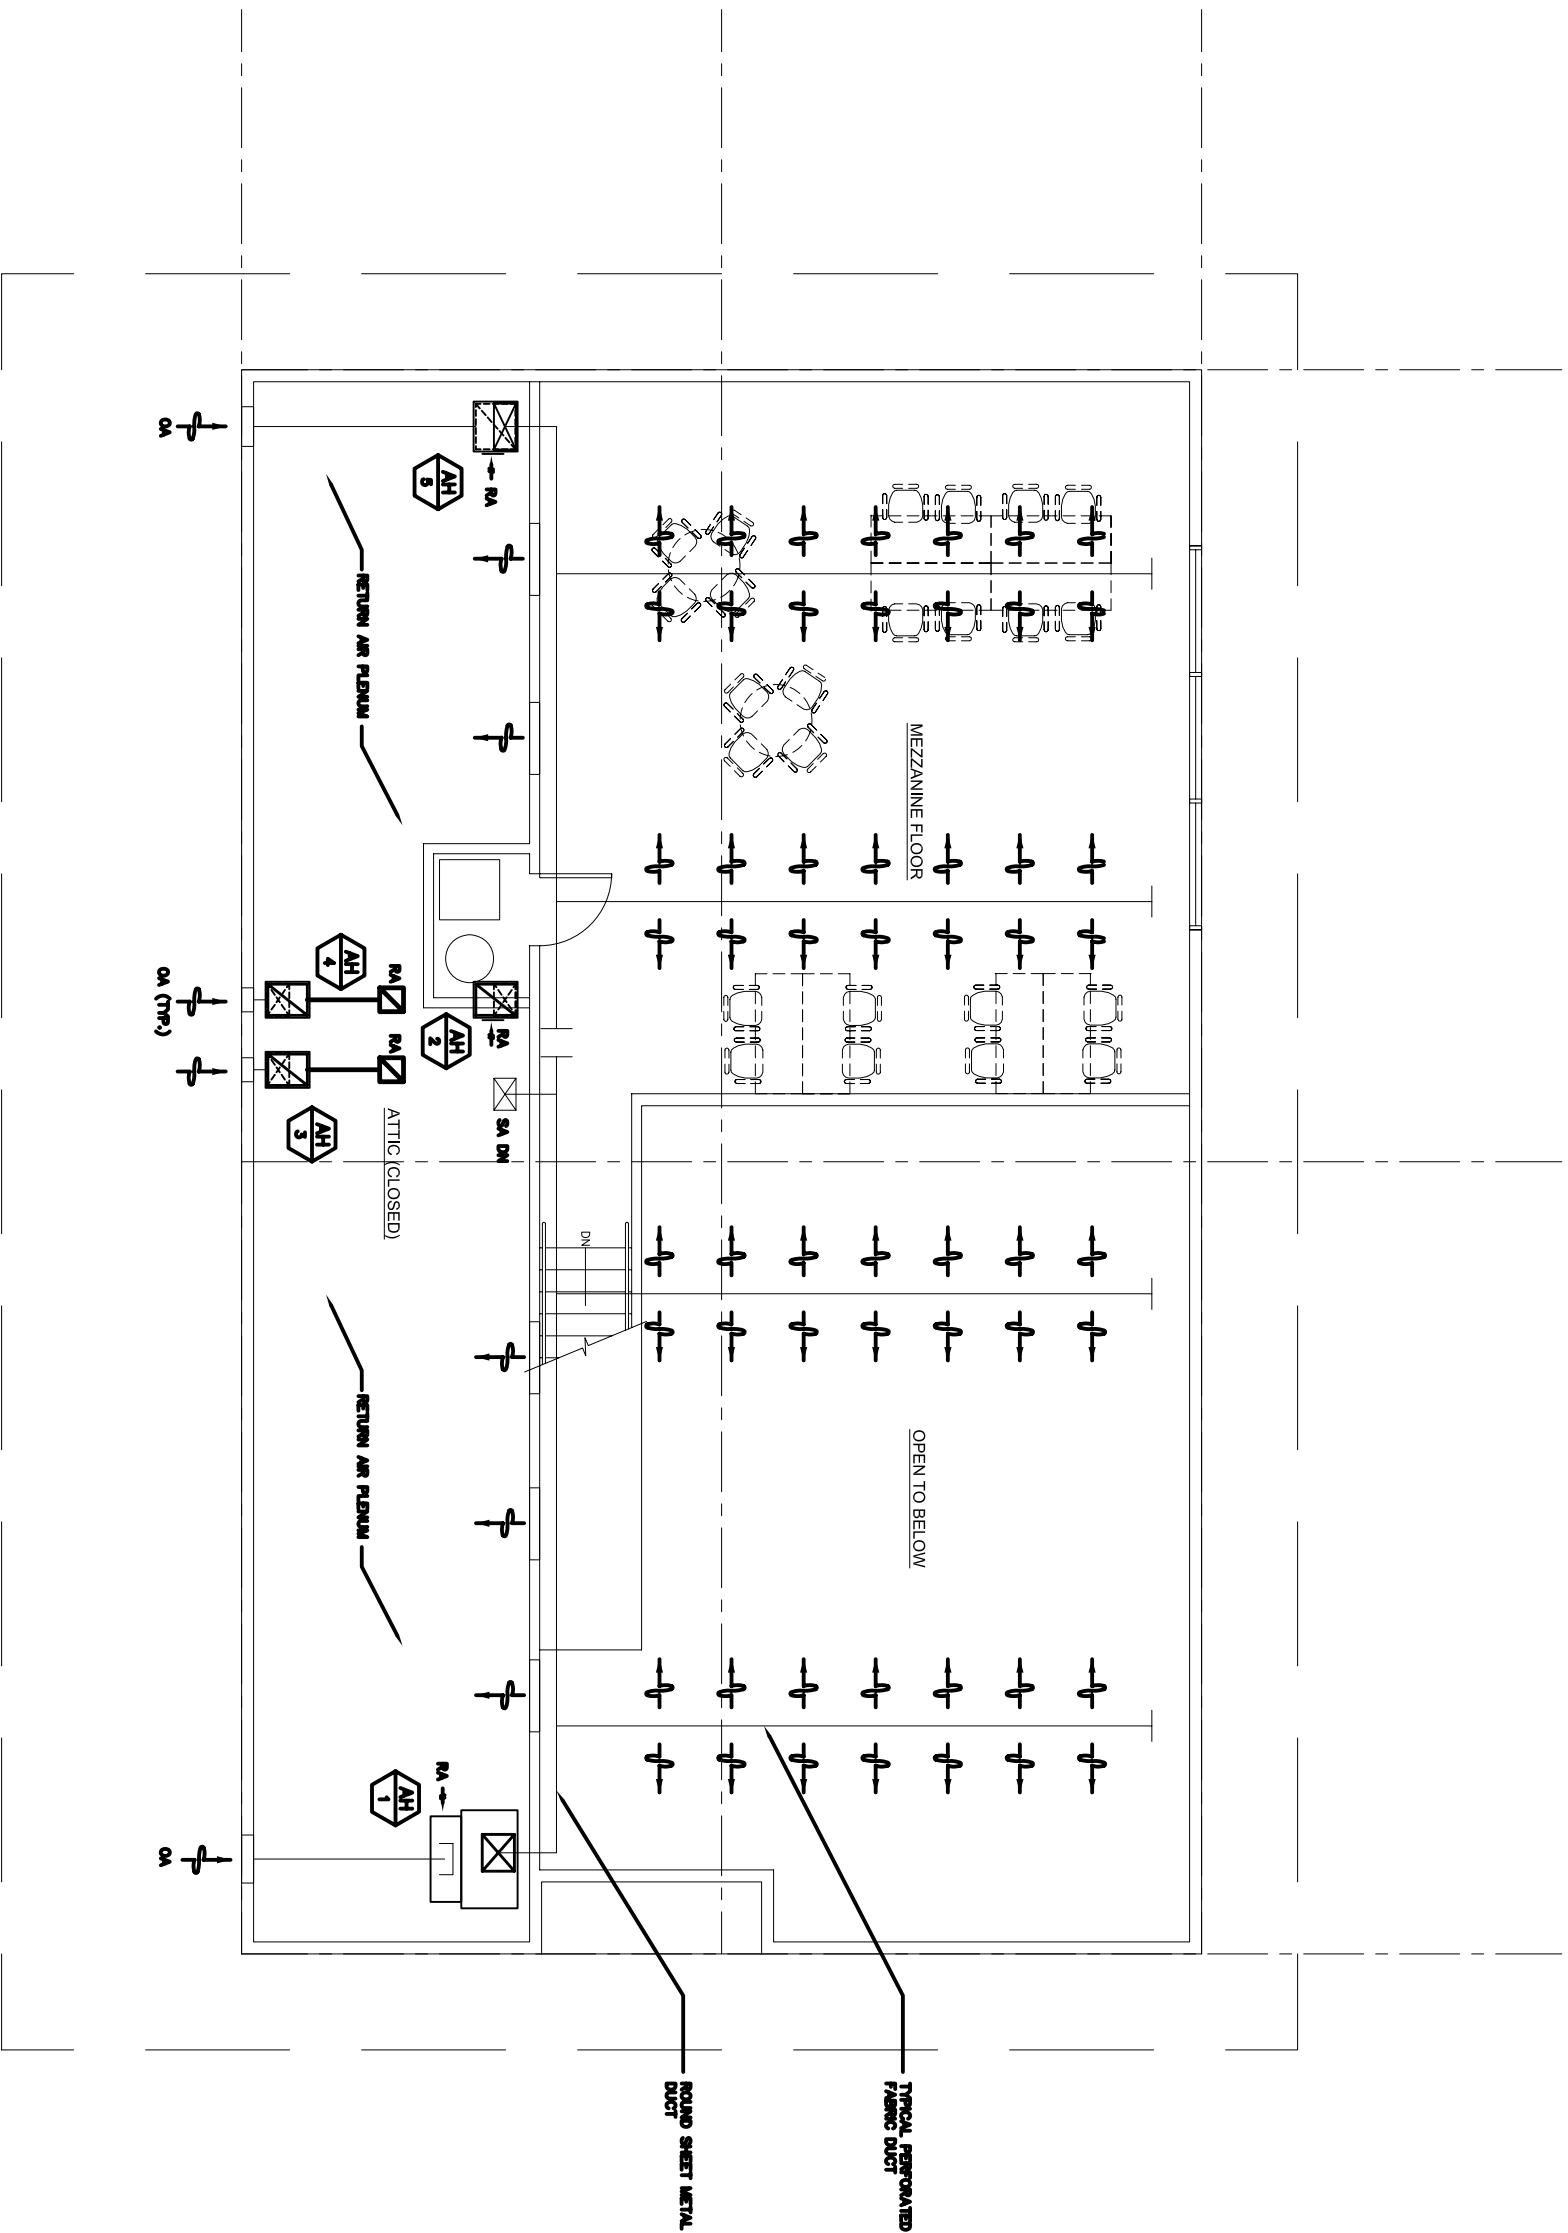 TYPICAL PERFORATED
FABRIC DUCT
ROUND SHEET METAL
DUCT
MEZZANINE FLOOR
OPEN TO BELOW
DN
RA
AH
5
RA
AH
2
SA DN
RA
AH
1
RETURN AIR PLENUM
RETURN AIR PLENUM
ATTIC (CLOSED)
RA
RA
AH
4
AH
3
OA
OA (TYP.)
OA